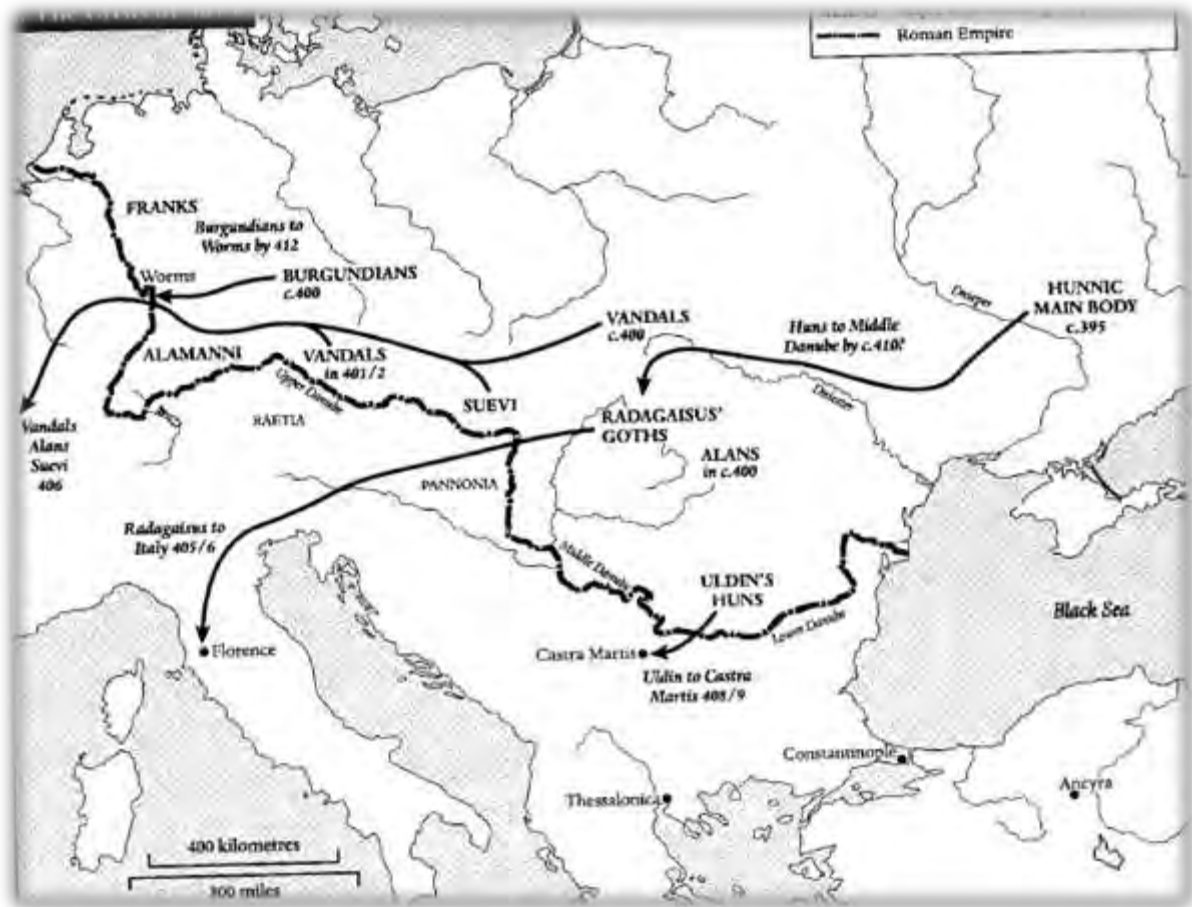 Roman Empire
FRANKS
Burgundians to
Worms by 412
Worms
BURGUNDIANS
c.400
HUNNIC
MAIN BODY
c.395
Dnieper
VANDALS
c.400
Huns to Middle
Danube by c.410?
ALAMANNI
VANDALS
in 401/2
Upper Danube
SUEVI
Dniester
RAETIA
RADAGAISUS'
GOTHS
ALANS
in c.400
Vandals
Alans
Suevi
406
PANNONIA
Radagaisus to
Italy 405/6
Middle Danube
ULDIN'S
HUNS
Lower Danube
Black Sea
Florence
Castra Martis
Uldin to Castra
Martis 408/9
Constantinople
Thessalonica
Ancyra
400 kilometres
300 miles